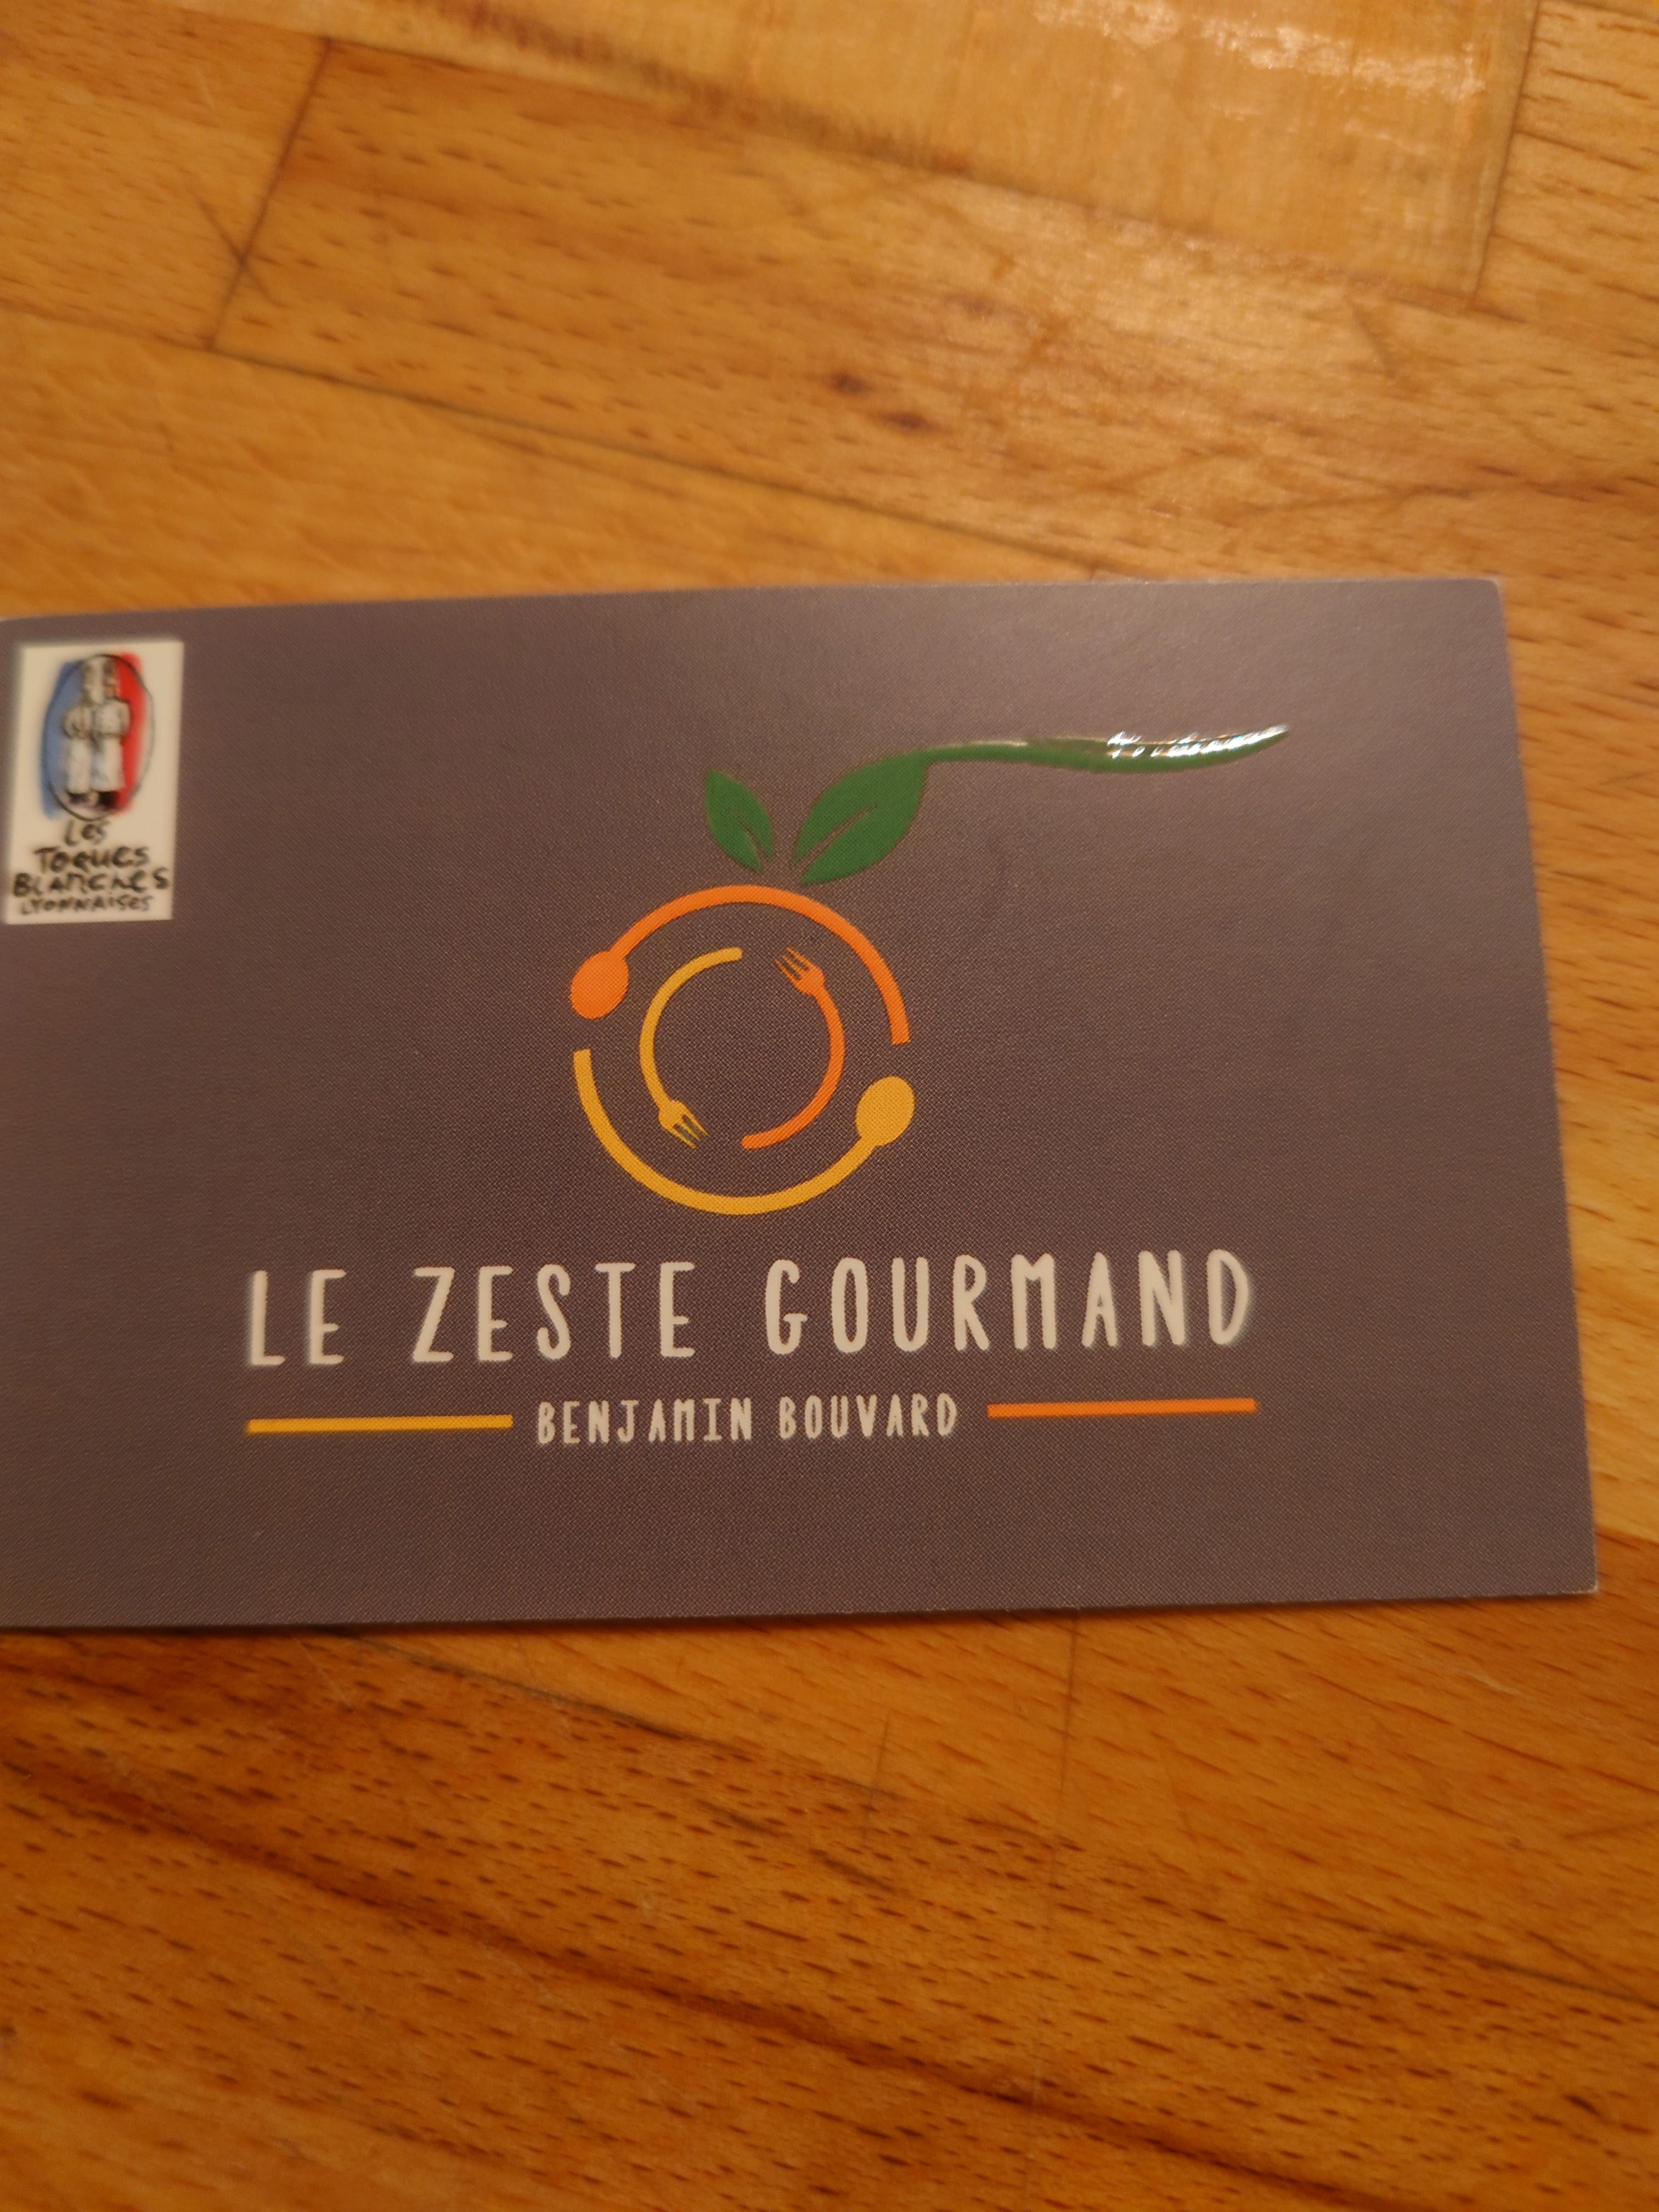 Les
Toques
Blanches
Lyonnaises
LE ZESTE GOURMAND
BENJAMIN BOUVARD